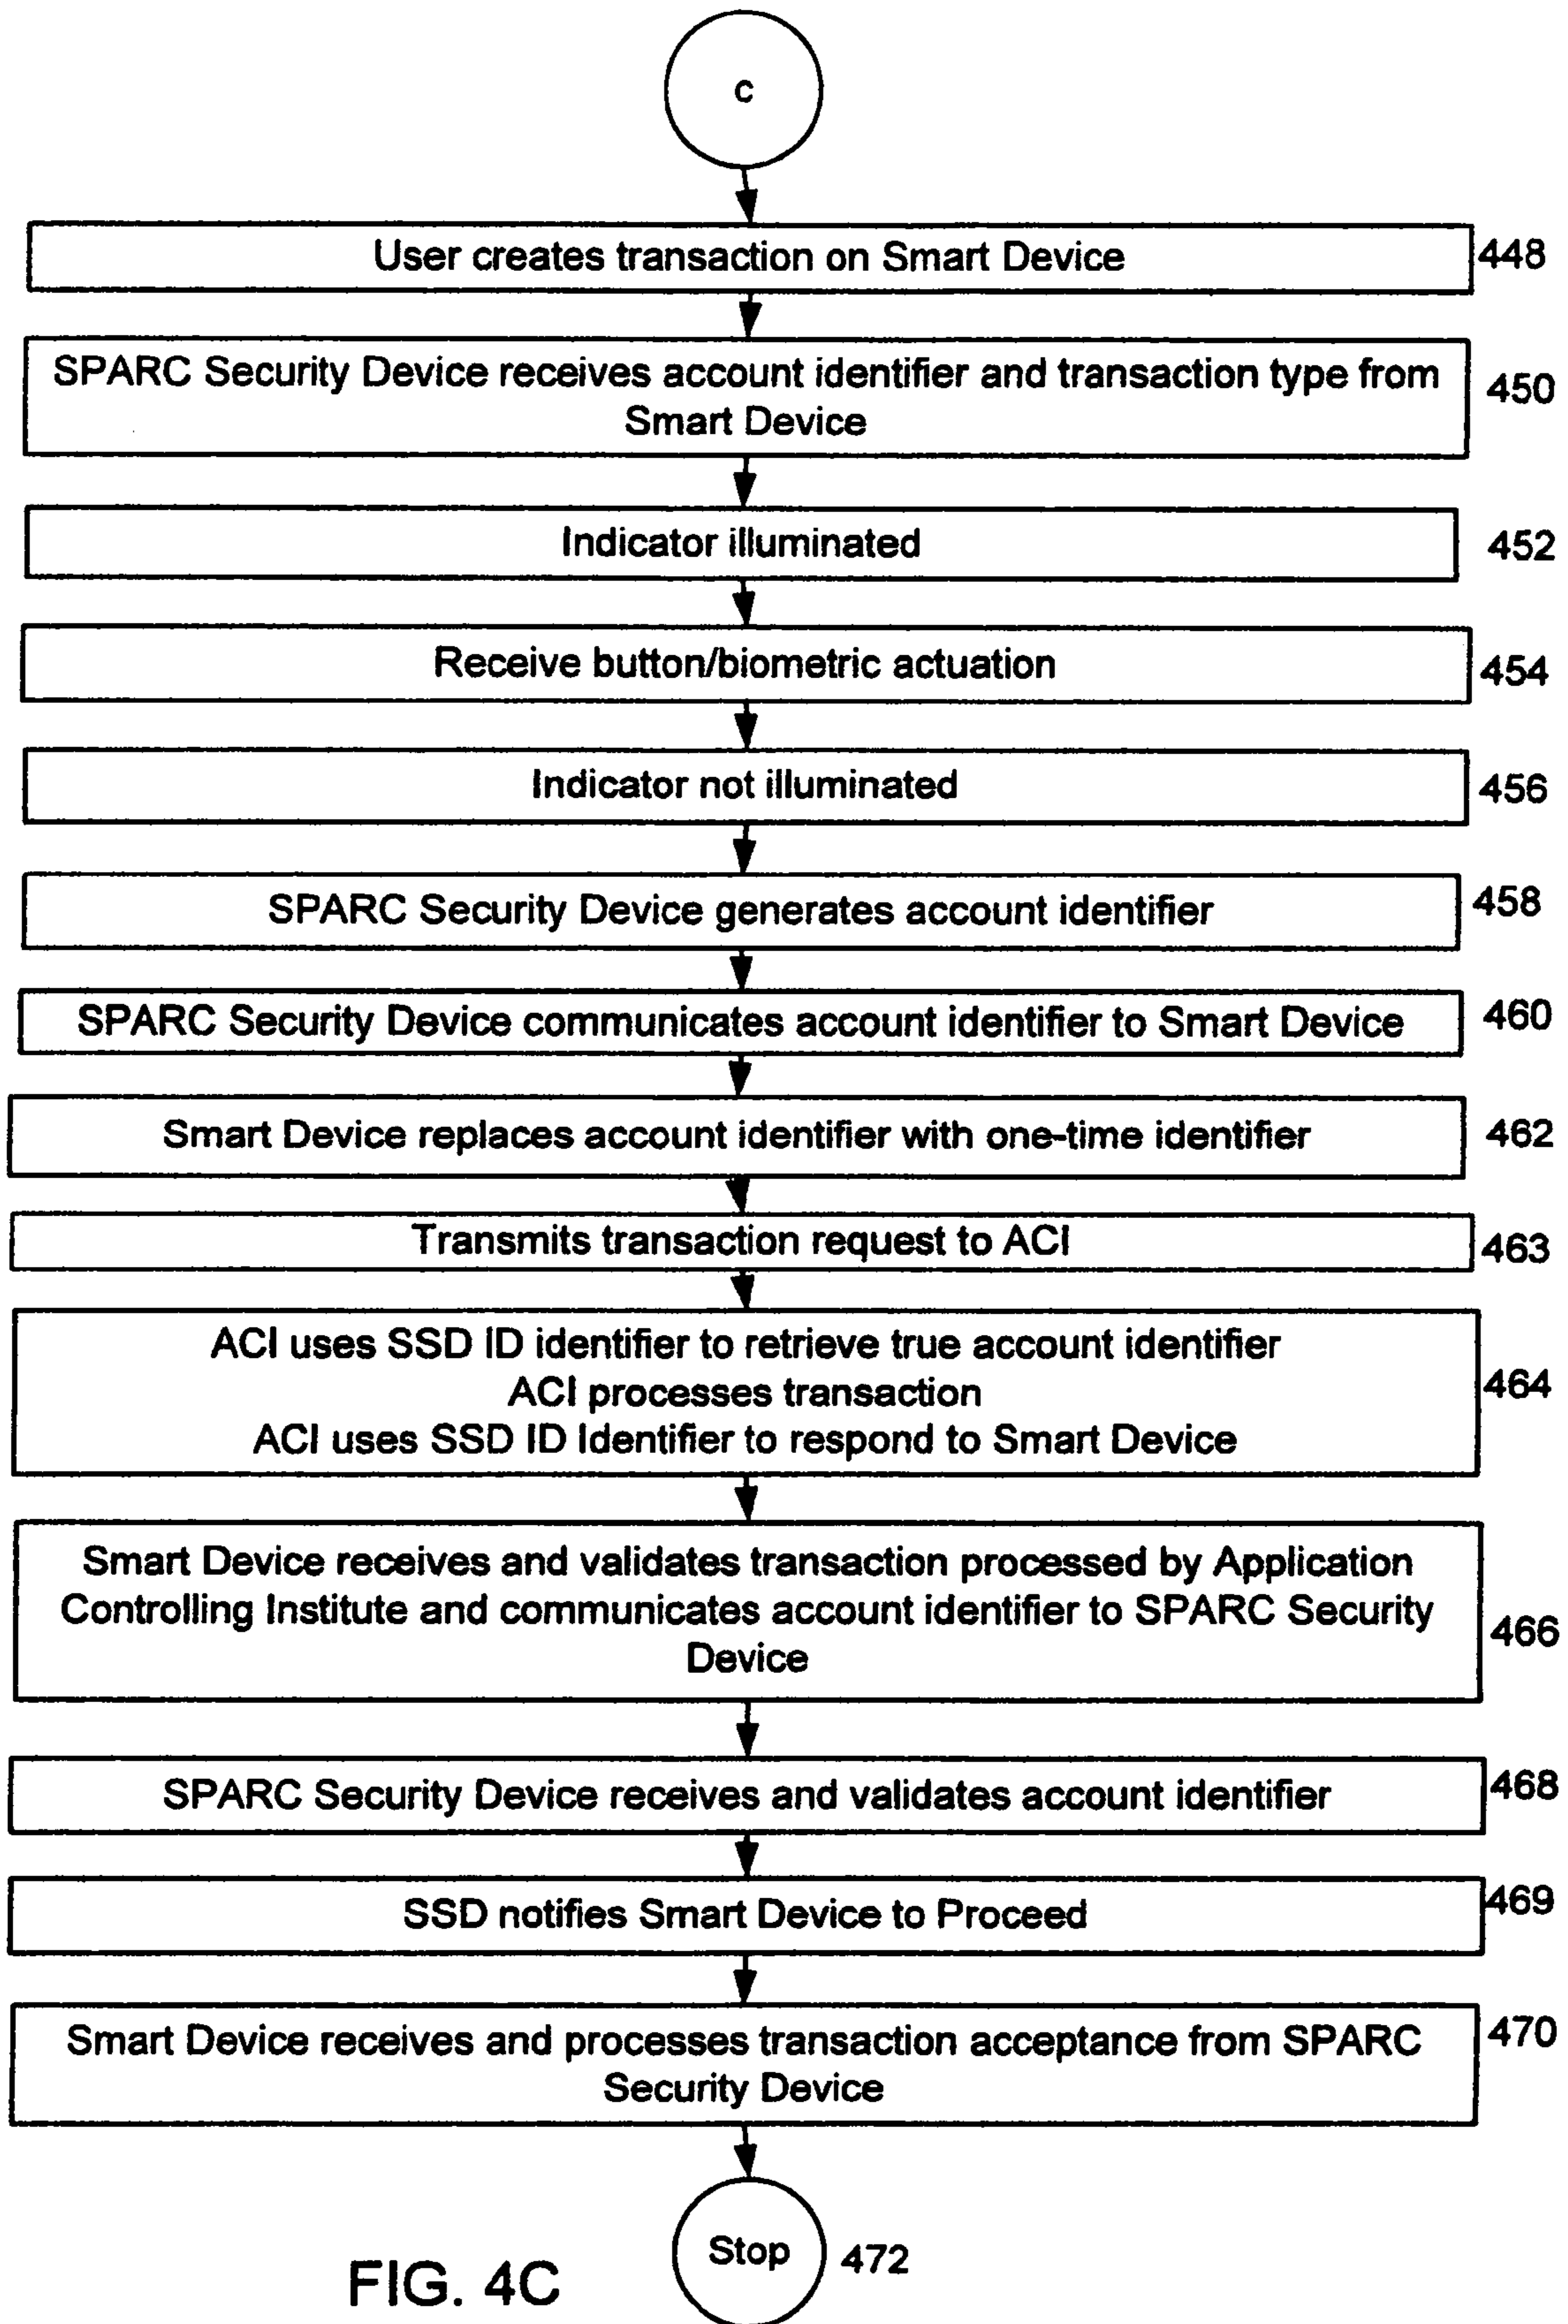 C
User creates transaction on Smart Device
448
SPARC Security Device receives account identifier and transaction type from
Smart Device
450
Indicator illuminated
452
Receive button/biometric actuation
454
Indicator not illuminated
456
SPARC Security Device generates account identifier
458
SPARC Security Device communicates account identifier to Smart Device
460
Smart Device replaces account identifier with one-time identifier
462
Transmits transaction request to ACI
463
ACI uses SSD ID identifier to retrieve true account identifier
ACI processes transaction
ACI uses SSD ID Identifier to respond to Smart Device
464
Smart Device receives and validates transaction processed by Application
Controlling Institute and communicates account identifier to SPARC Security
Device
466
SPARC Security Device receives and validates account identifier
468
SSD notifies Smart Device to Proceed
469
Smart Device receives and processes transaction acceptance from SPARC
Security Device
470
Stop
472
FIG. 4C